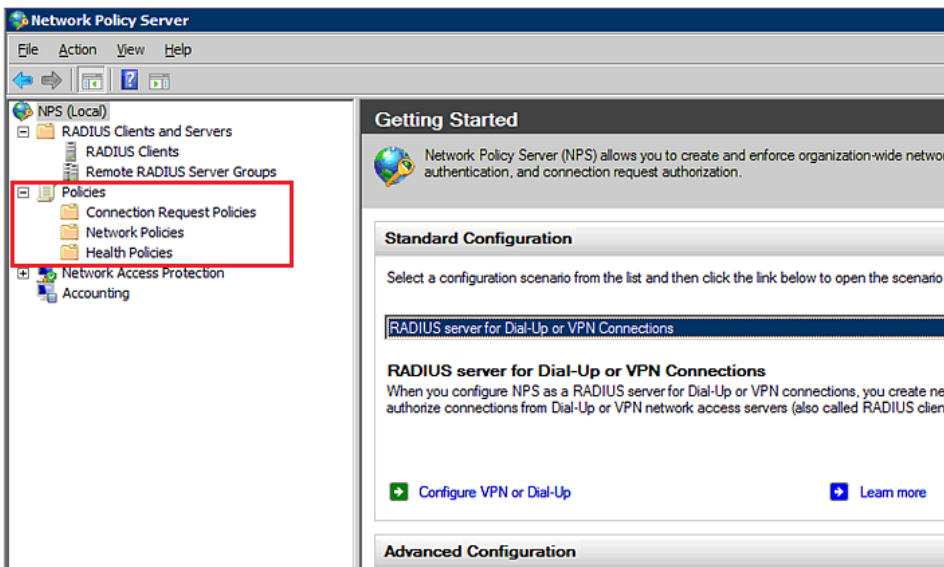 Network Policy Server
File Action View Help
NPS (Local)
RADIUS Clients and Servers
RADIUS Clients
Remote RADIUS Server Groups
Policies
Connection Request Policies
Network Policies
Health Policies
Network Access Protection
Accounting
Getting Started
Network Policy Server (NPS) allows you to create and enforce organization-wide networ
authentication, and connection request authorization.
Standard Configuration
Select a configuration scenario from the list and then click the link below to open the scenario
RADIUS server for Dial-Up or VPN Connections
RADIUS server for Dial-Up or VPN Connections
When you configure NPS as a RADIUS server for Dial-Up or VPN connections, you create ne
authorize connections from Dial-Up or VPN network access servers (also called RADIUS clien
Configure VPN or Dial-Up
Learn more
Advanced Configuration